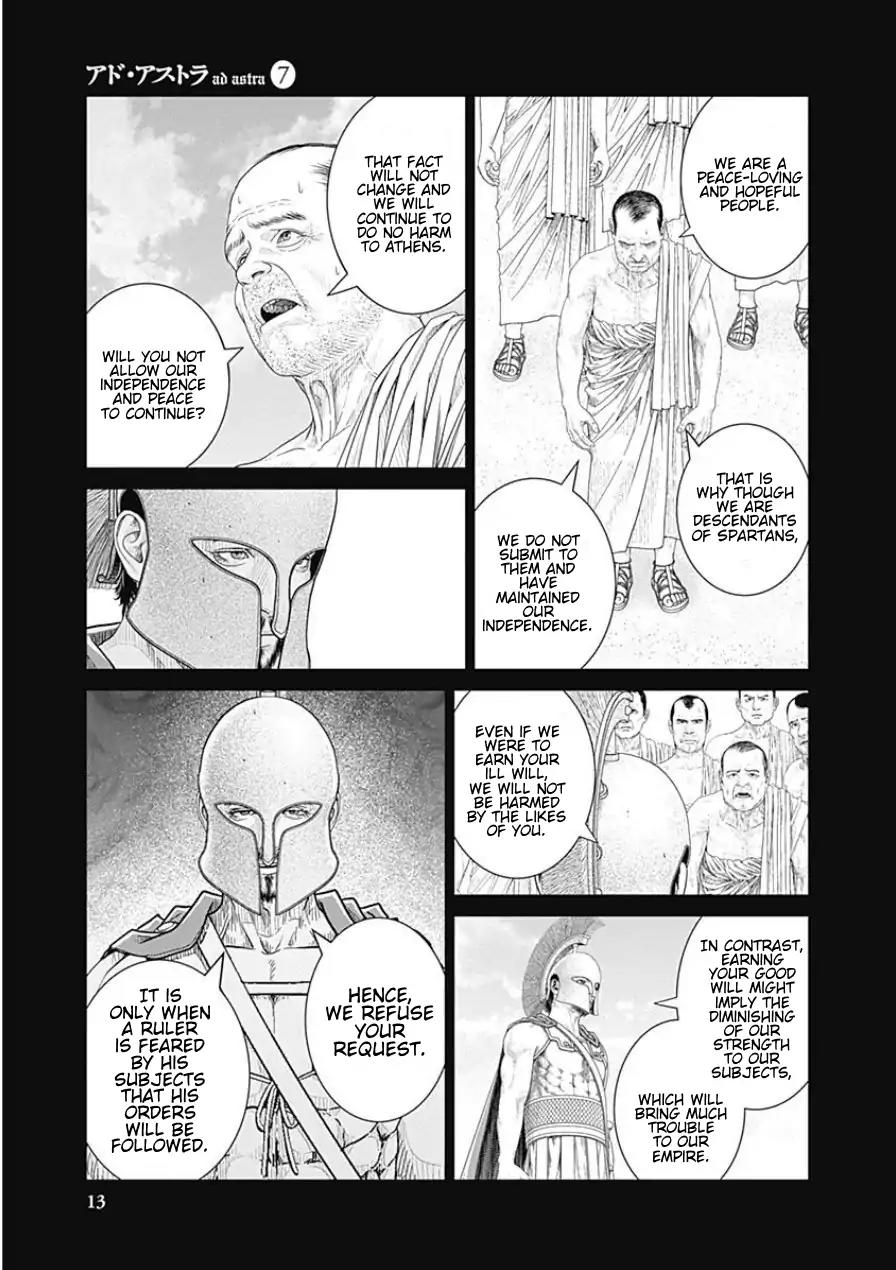 アド・アストラ ad astra 7
WE ARE A
PEACE-LOVING
AND HOPEFUL
PEOPLE.
THAT IS
WHY THOUGH
WE ARE
DESCENDANTS
OF SPARTANS,
WE DO NOT
SUBMIT TO
THEM AND
HAVE
MAINTAINED
OUR
INDEPENDENCE.
THAT FACT
WILL NOT
CHANGE AND
WE WILL
CONTINUE TO
DO NO HARM
TO ATHENS.
WILL YOU NOT
ALLOW OUR
INDEPENDENCE
AND PEACE
TO CONTINUE?
EVEN IF WE
WERE TO
EARN YOUR
ILL WILL,
WE WILL NOT
BE HARMED
BY THE LIKES
OF YOU.
IN CONTRAST,
EARNING
YOUR GOOD
WILL MIGHT
IMPLY THE
DIMINISHING
OF OUR
STRENGTH
TO OUR
SUBJECTS,
WHICH WILL
BRING MUCH
TROUBLE
TO OUR
EMPIRE.
HENCE,
WE REFUSE
YOUR
REQUEST.
IT IS
ONLY WHEN
A RULER
IS FEARED
BY HIS
SUBJECTS
THAT HIS
ORDERS
WILL BE
FOLLOWED.
13